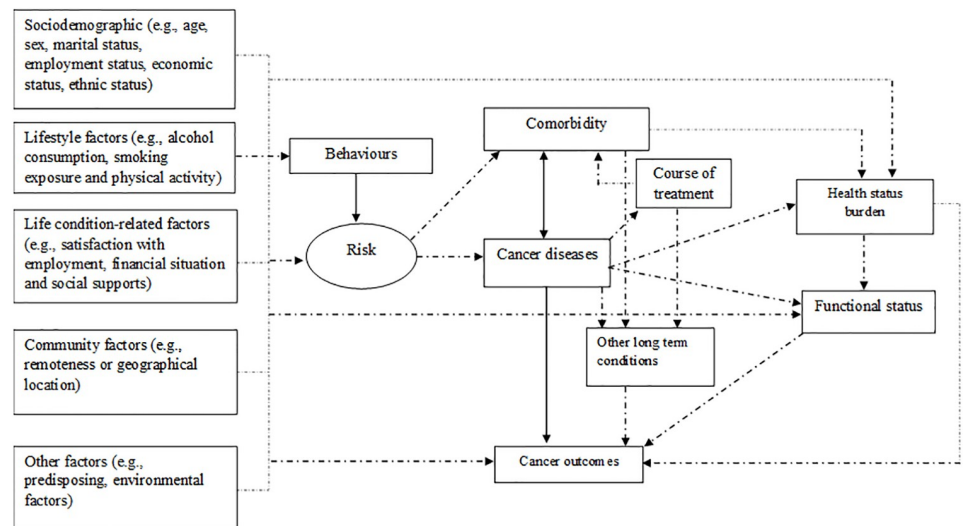 Sociodemographic (e.g., age,
sex, marital status,
employment status, economic
status, ethnic status)
Lifestyle factors (e.g., alcohol
consumption, smoking
exposure and physical activity)
Life condition-related factors
(e.g., satisfaction with
employment, financial situation
and social supports)
Community factors (e.g.,
remoteness or geographical
location)
Other factors (e.g.,
predisposing, environmental
factors)
Behaviours
Risk
Comorbidity
Course of
treatment
Cancer diseases
Other long term
conditions
Cancer outcomes
Health status
burden
Functional status